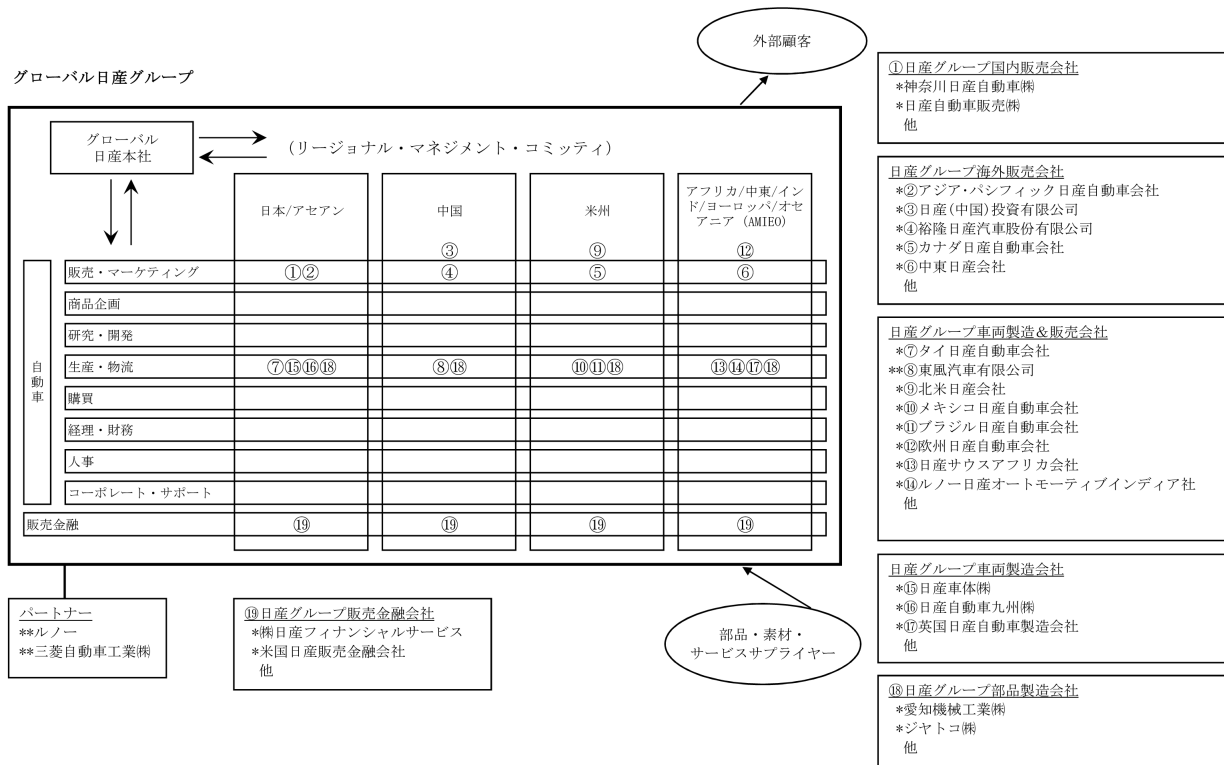 外部顧客
グローバル日産グループ
グローバル
日産本社
(リージョナル・マネジメント・コミッティ)
日本/アセアン
中国
米州
アフリカ/中東/イン
ド/ヨーロッパ/オセ
アニア (AMIEO)
③ ⑨ ⑫
自動車
販売・マーケティング ①② ④ ⑤ ⑥
商品企画
研究・開発
生産・物流 ⑦⑮⑯⑱ ⑧⑱ ⑩⑪⑱ ⑬⑭⑰⑱
購買
経理・財務
人事
コーポレート・サポート
販売金融 ⑲ ⑲ ⑲ ⑲
パートナー
**ルノー
**三菱自動車工業㈱
⑲日産グループ販売金融会社
*㈱日産フィナンシャルサービス
*米国日産販売金融会社
他
部品・素材・
サービスサプライヤー
①日産グループ国内販売会社
*神奈川日産自動車㈱
*日産自動車販売㈱
他
日産グループ海外販売会社
*②アジア・パシフィック日産自動車会社
*③日産(中国)投資有限公司
*④裕隆日産汽車股份有限公司
*⑤カナダ日産自動車会社
*⑥中東日産会社
他
日産グループ車両製造&販売会社
*⑦タイ日産自動車会社
**⑧東風汽車有限公司
*⑨北米日産会社
*⑩メキシコ日産自動車会社
*⑪ブラジル日産自動車会社
*⑫欧州日産自動車会社
*⑬日産サウスアフリカ会社
*⑭ルノー日産オートモーティブインディア社
他
日産グループ車両製造会社
*⑮日産車体㈱
*⑯日産自動車九州㈱
*⑰英国日産自動車製造会社
他
⑱日産グループ部品製造会社
*愛知機械工業㈱
*ジヤトコ㈱
他